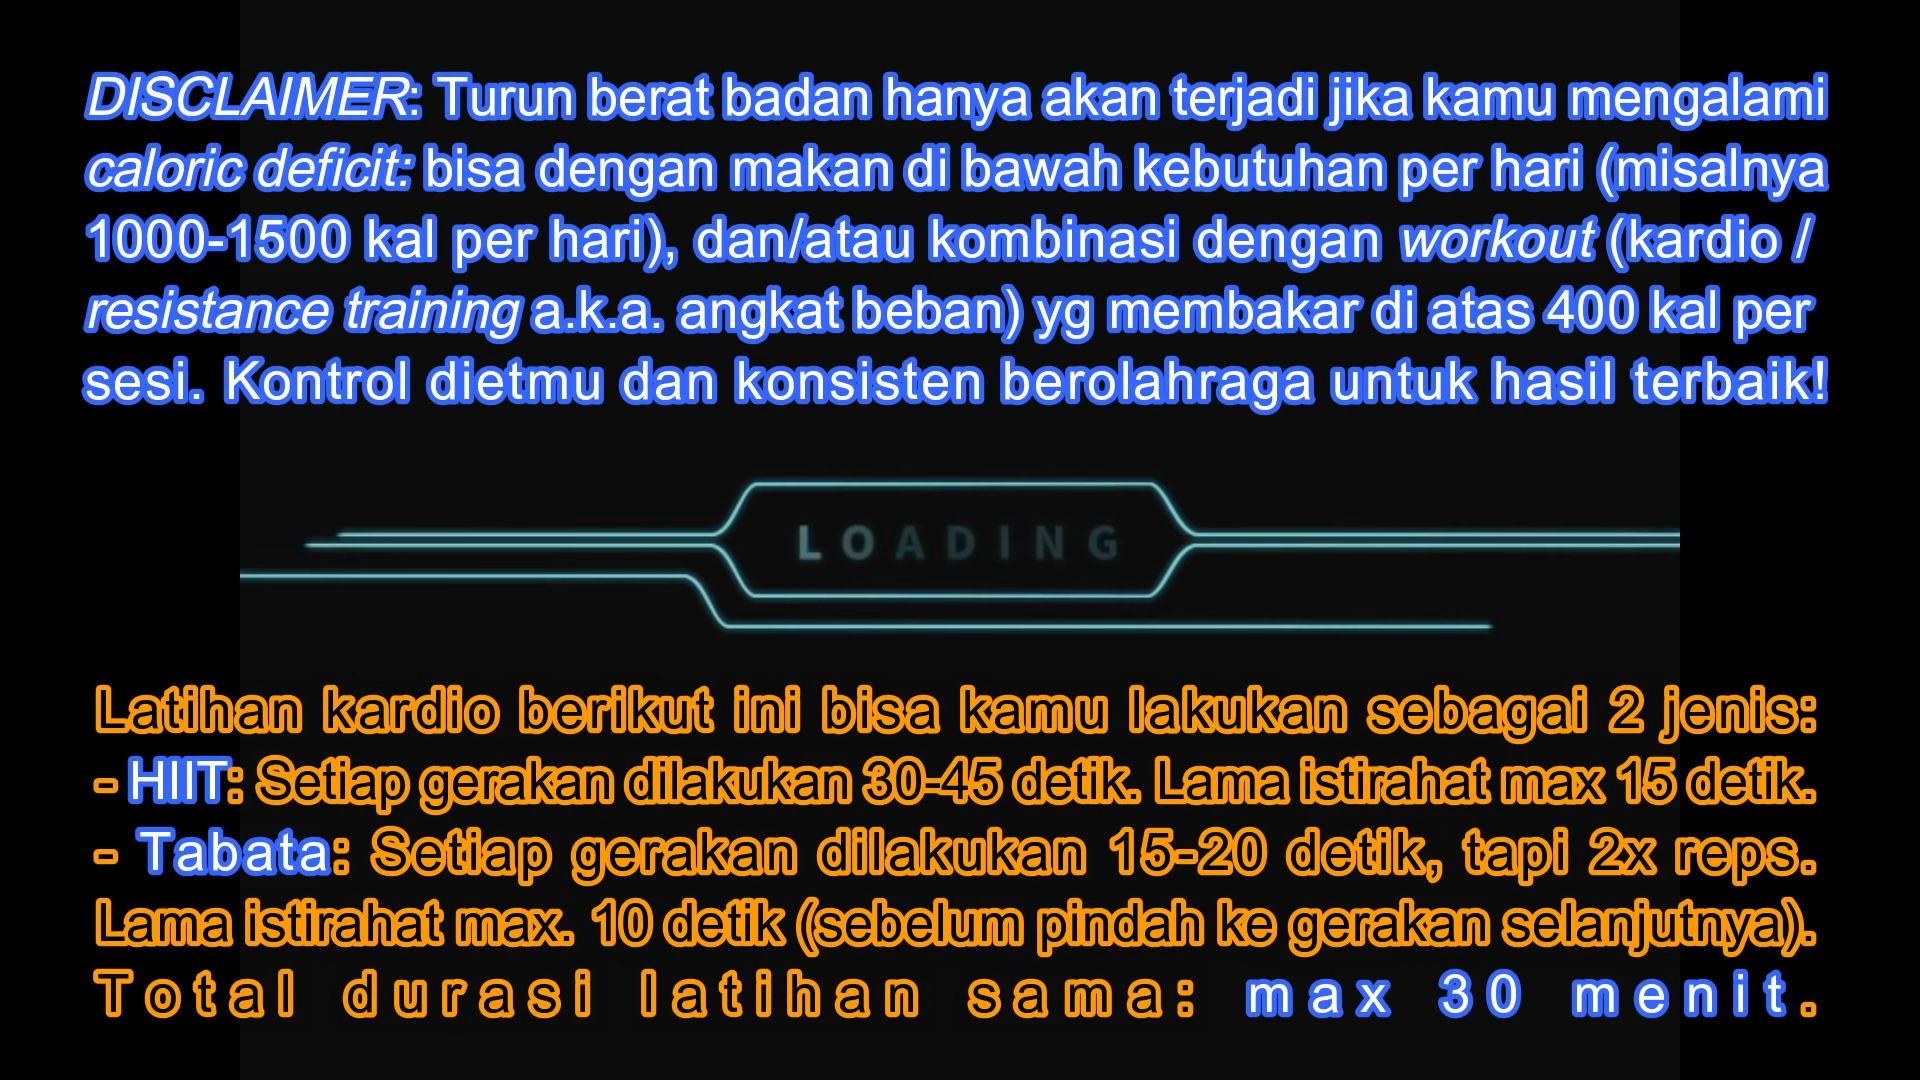 DISCLAIMER: Turun berat badan hanya akan terjadi jika kamu mengalami
caloric deficit: bisa dengan makan di bawah kebutuhan per hari (misalnya
1000-1500 kal per hari), dan/atau kombinasi dengan workout (kardio /
resistance training a.k.a. angkat beban) yg membakar di atas 400 kal per
sesi. Kontrol dietmu dan konsisten berolahraga untuk hasil terbaik!
LOADING
Latihan kardio berikut ini bisa kamu lakukan sebagai 2 jenis:
- HIIT: Setiap gerakan dilakukan 30-45 detik. Lama istirahat max 15 detik.
- Tabata: Setiap gerakan dilakukan 15-20 detik, tapi 2x reps.
Lama istirahat max. 10 detik (sebelum pindah ke gerakan selanjutnya).
Total durasi latihan sama: max 30 menit.